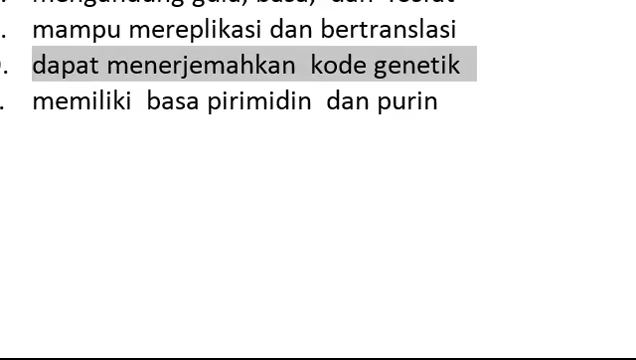 mampu mereplikasi dan bertranslasi
dapat menerjemahkan kode genetik
memiliki basa pirimidin dan purin